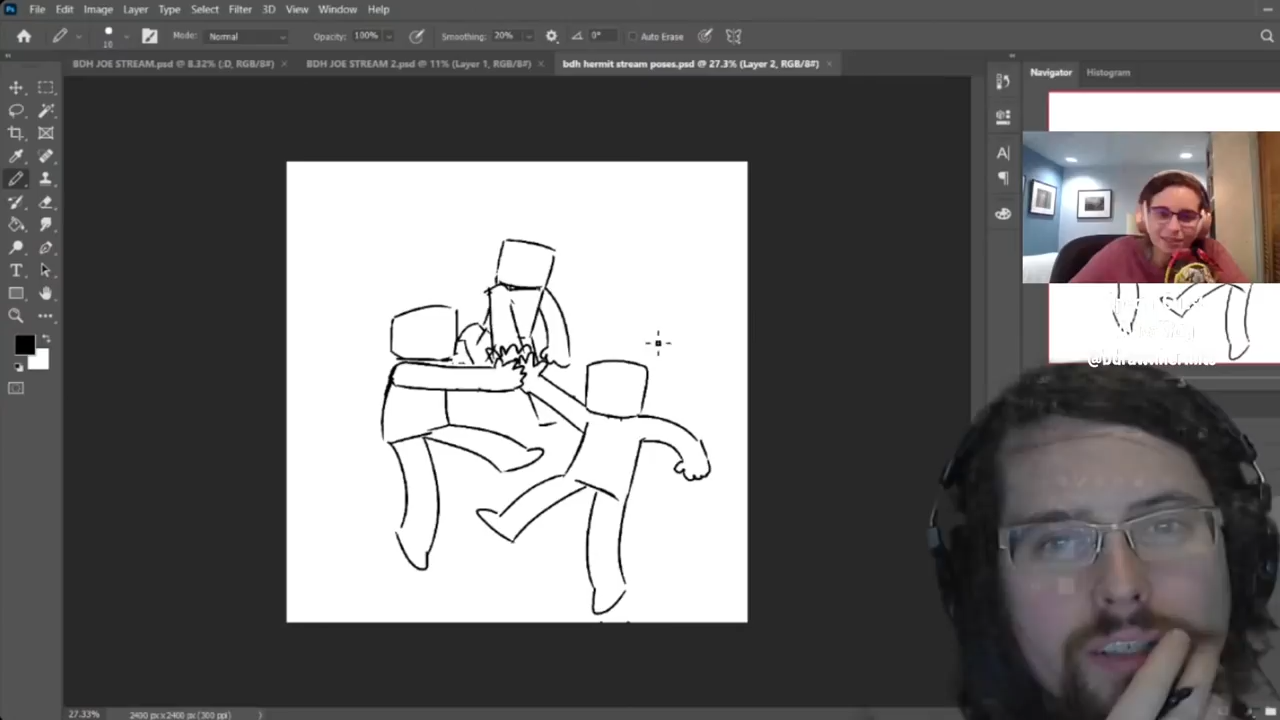 Ps File Edit Image Layer Type Select Filter 3D View Window Help
10 Mode: Normal Opacity: 100% Smoothing: 20% 0° Auto Erase
BDH JOE STREAM.psd @ 8.32% (:D, RGB/8#) × BDH JOE STREAM 2.psd @ 11% (Layer 1, RGB/8#) × bdh hermit stream poses.psd @ 27.3% (Layer 2, RGB/8#) ×
Navigator Histogram
27.33% 2400 px x 2400 px (300 ppi)